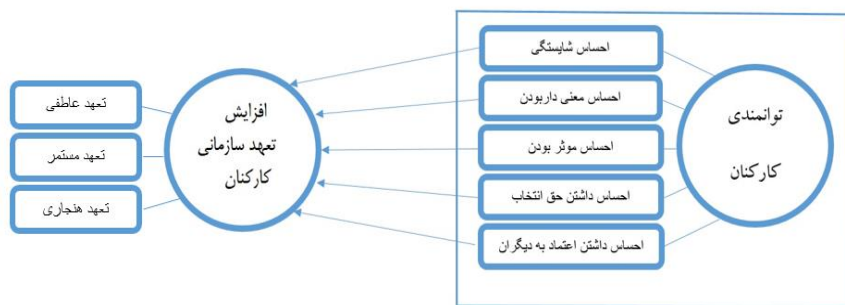 توانمندی
کارکنان
احساس شایستگی
احساس معنی داربودن
احساس موثر بودن
احساس داشتن حق انتخاب
احساس داشتن اعتماد به دیگران
افزایش
تعهد سازمانی
کارکنان
تعهد عاطفی
تعهد مستمر
تعهد هنجاری